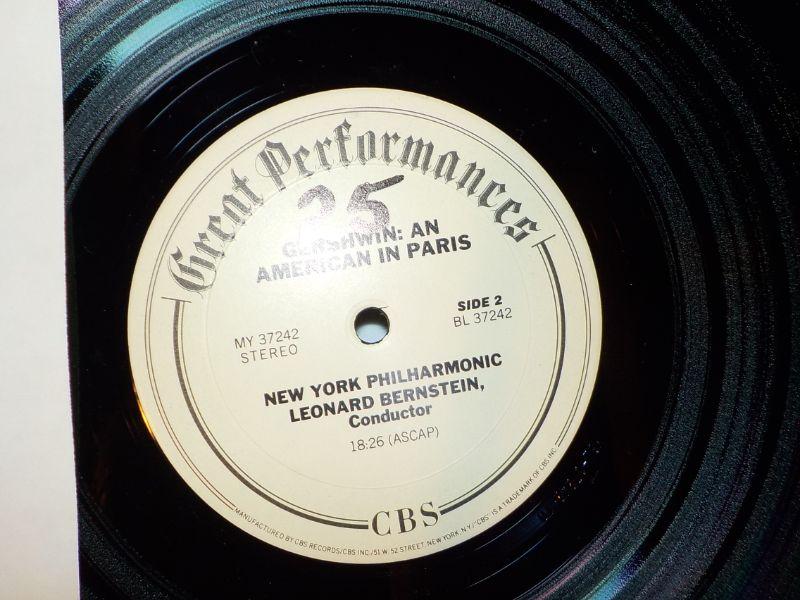 Great Performances
25
GERSHWIN: AN
AMERICAN IN PARIS
MY 37242
STEREO
SIDE 2
BL 37242
NEW YORK PHILHARMONIC
LEONARD BERNSTEIN,
Conductor
18:26 (ASCAP)
CBS
MANUFACTURED BY CBS RECORDS/CBS INC./51 W. 52 STREET, NEW YORK, N.Y./"CBS" IS A TRADEMARK OF CBS INC.